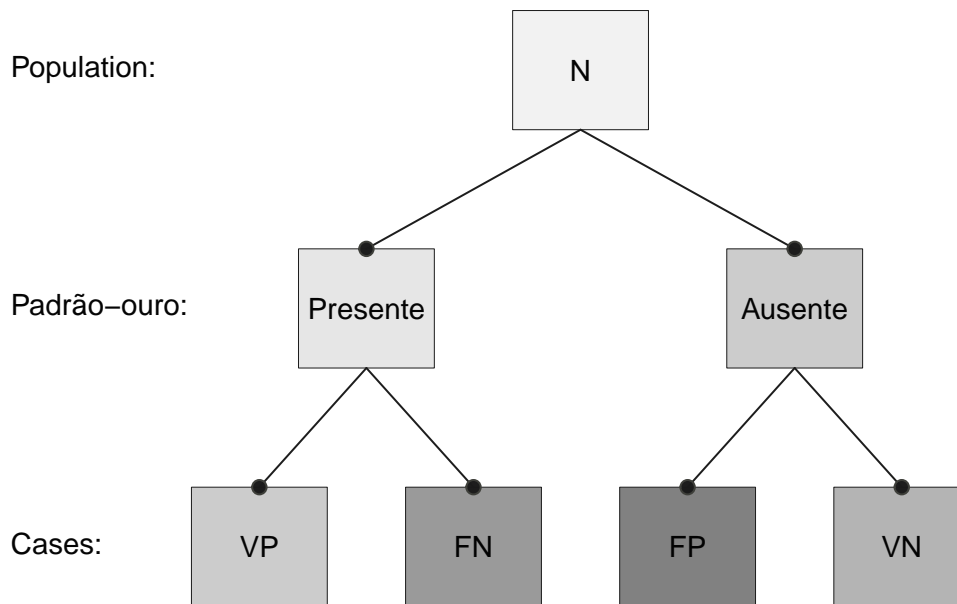 Population:
N
Padrão−ouro:
Presente
Ausente
Cases:
VP
FN
FP
VN